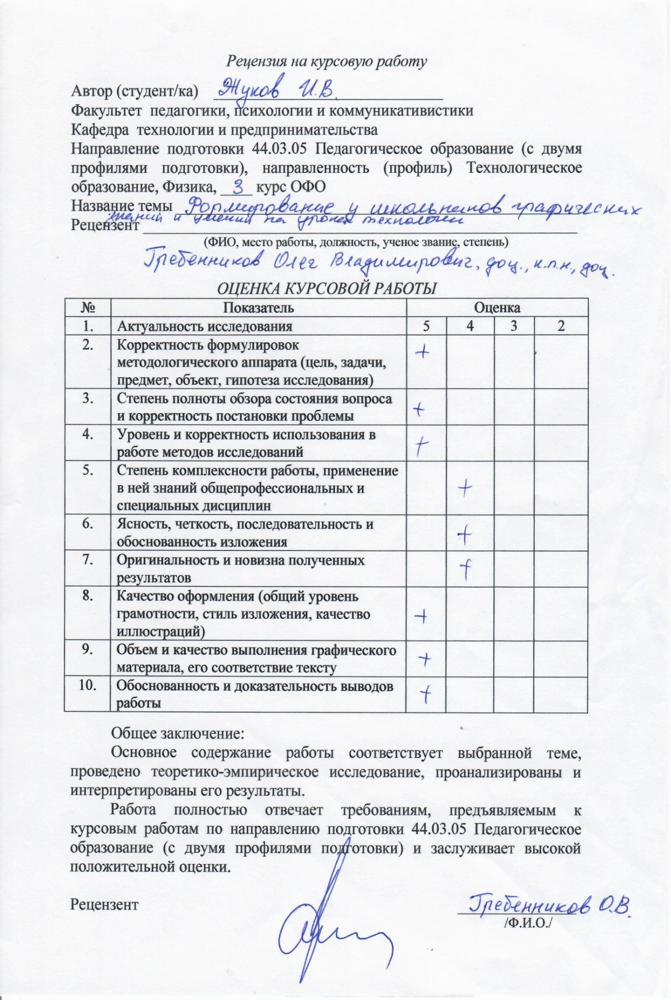 Рецензия на курсовую работу
Автор (студент/ка) Жуков И.В.
Факультет педагогики, психологии и коммуникативистики
Кафедра технологии и предпринимательства
Направление подготовки 44.03.05 Педагогическое образование (с двумя
профилями подготовки), направленность (профиль) Технологическое
образование, Физика, 3 курс ОФО
Название темы Формирование у школьников графических
знаний и умений на уроках технологии
Рецензент
(ФИО, место работы, должность, ученое звание, степень)
Гребенников Олег Владимирович, доц., к.п.н., доц.
ОЦЕНКА КУРСОВОЙ РАБОТЫ
№ Показатель Оценка
1. Актуальность исследования 5 4 3 2
2. Корректность формулировок +
методологического аппарата (цель, задачи,
предмет, объект, гипотеза исследования)
3. Степень полноты обзора состояния вопроса
и корректность постановки проблемы +
4. Уровень и корректность использования в
работе методов исследований +
5. Степень комплексности работы, применение
в ней знаний общепрофессиональных и +
специальных дисциплин
6. Ясность, четкость, последовательность и
обоснованность изложения +
7. Оригинальность и новизна полученных +
результатов
8. Качество оформления (общий уровень
грамотности, стиль изложения, качество +
иллюстраций)
9. Объем и качество выполнения графического +
материала, его соответствие тексту
10. Обоснованность и доказательность выводов +
работы
Общее заключение:
Основное содержание работы соответствует выбранной теме,
проведено теоретико-эмпирическое исследование, проанализированы и
интерпретированы его результаты.
Работа полностью отвечает требованиям, предъявляемым к
курсовым работам по направлению подготовки 44.03.05 Педагогическое
образование (с двумя профилями подготовки) и заслуживает высокой
положительной оценки.
Рецензент Гребенников О.В.
/Ф.И.О./